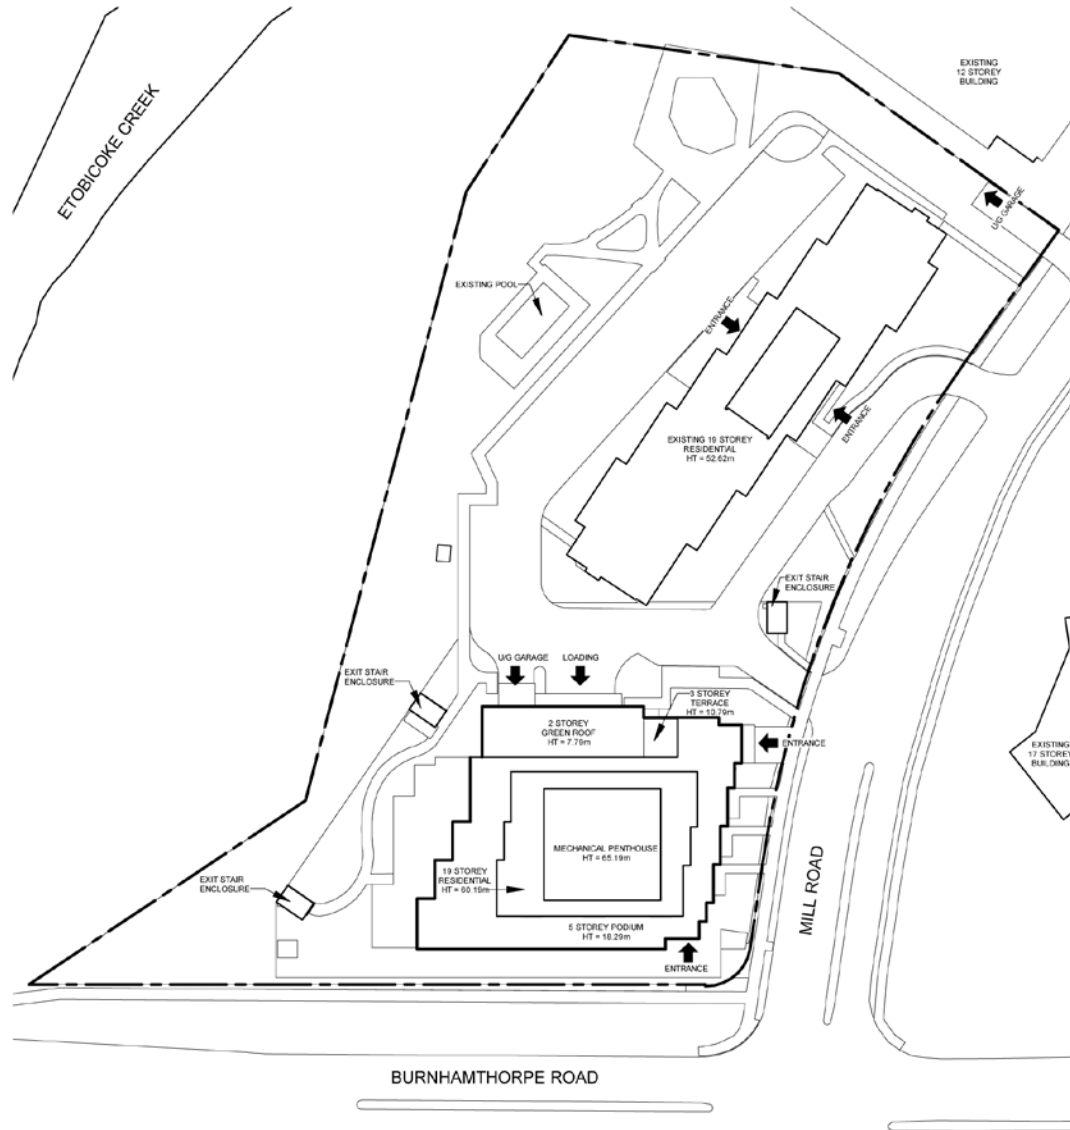 EXISTING
12 STOREY
BUILDING
ETOBICOKE CREEK
U/G GARAGE
EXISTING POOL
ENTRANCE
ENTRANCE
EXISTING 19 STOREY
RESIDENTIAL
HT = 52.62m
EXIT STAIR
ENCLOSURE
U/G GARAGE
LOADING
EXIT STAIR
ENCLOSURE
3 STOREY
TERRACE
HT = 10.79m
2 STOREY
GREEN ROOF
HT = 7.79m
ENTRANCE
EXISTING
17 STOREY
BUILDING
MECHANICAL PENTHOUSE
HT = 65.19m
19 STOREY
RESIDENTIAL
HT = 60.19m
EXIT STAIR
ENCLOSURE
MILL ROAD
5 STOREY PODIUM
HT = 18.29m
ENTRANCE
BURNHAMTHORPE ROAD